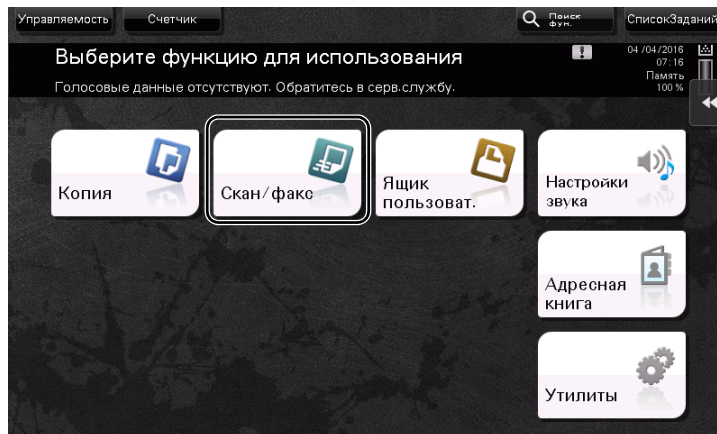 Управляемость
Счетчик
Поиск
фун.
СписокЗаданий
Выберите функцию для использования
Голосовые данные отсутствуют. Обратитесь в серв.службу.
04/04/2016
07:16
Память
100 %
Копия
Скан/факс
Ящик
пользоват.
Настройки
звука
Адресная
книга
Утилиты